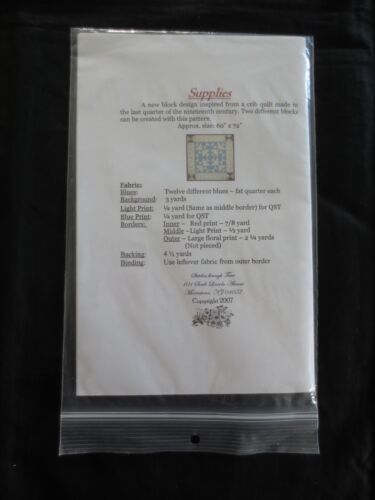 Supplies
A new block design inspired from a crib quilt made in
the last quarter of the nineteenth century. Two different blocks
can be created with this pattern.
Approx. size: 60" x 72"
Fabric:
Blues: Twelve different blues – fat quarter each
Background: 3 yards
Light Print: ¼ yard (Same as middle border) for QST
Blue Print: ¼ yard for QST
Borders: Inner – Red print – 7/8 yard
Middle – Light Print – ½ yard
Outer – Large floral print – 2 ¼ yards
(Not pieced)
Backing: 4 ½ yards
Binding: Use leftover fabric from outer border
Time
Copyright 2007